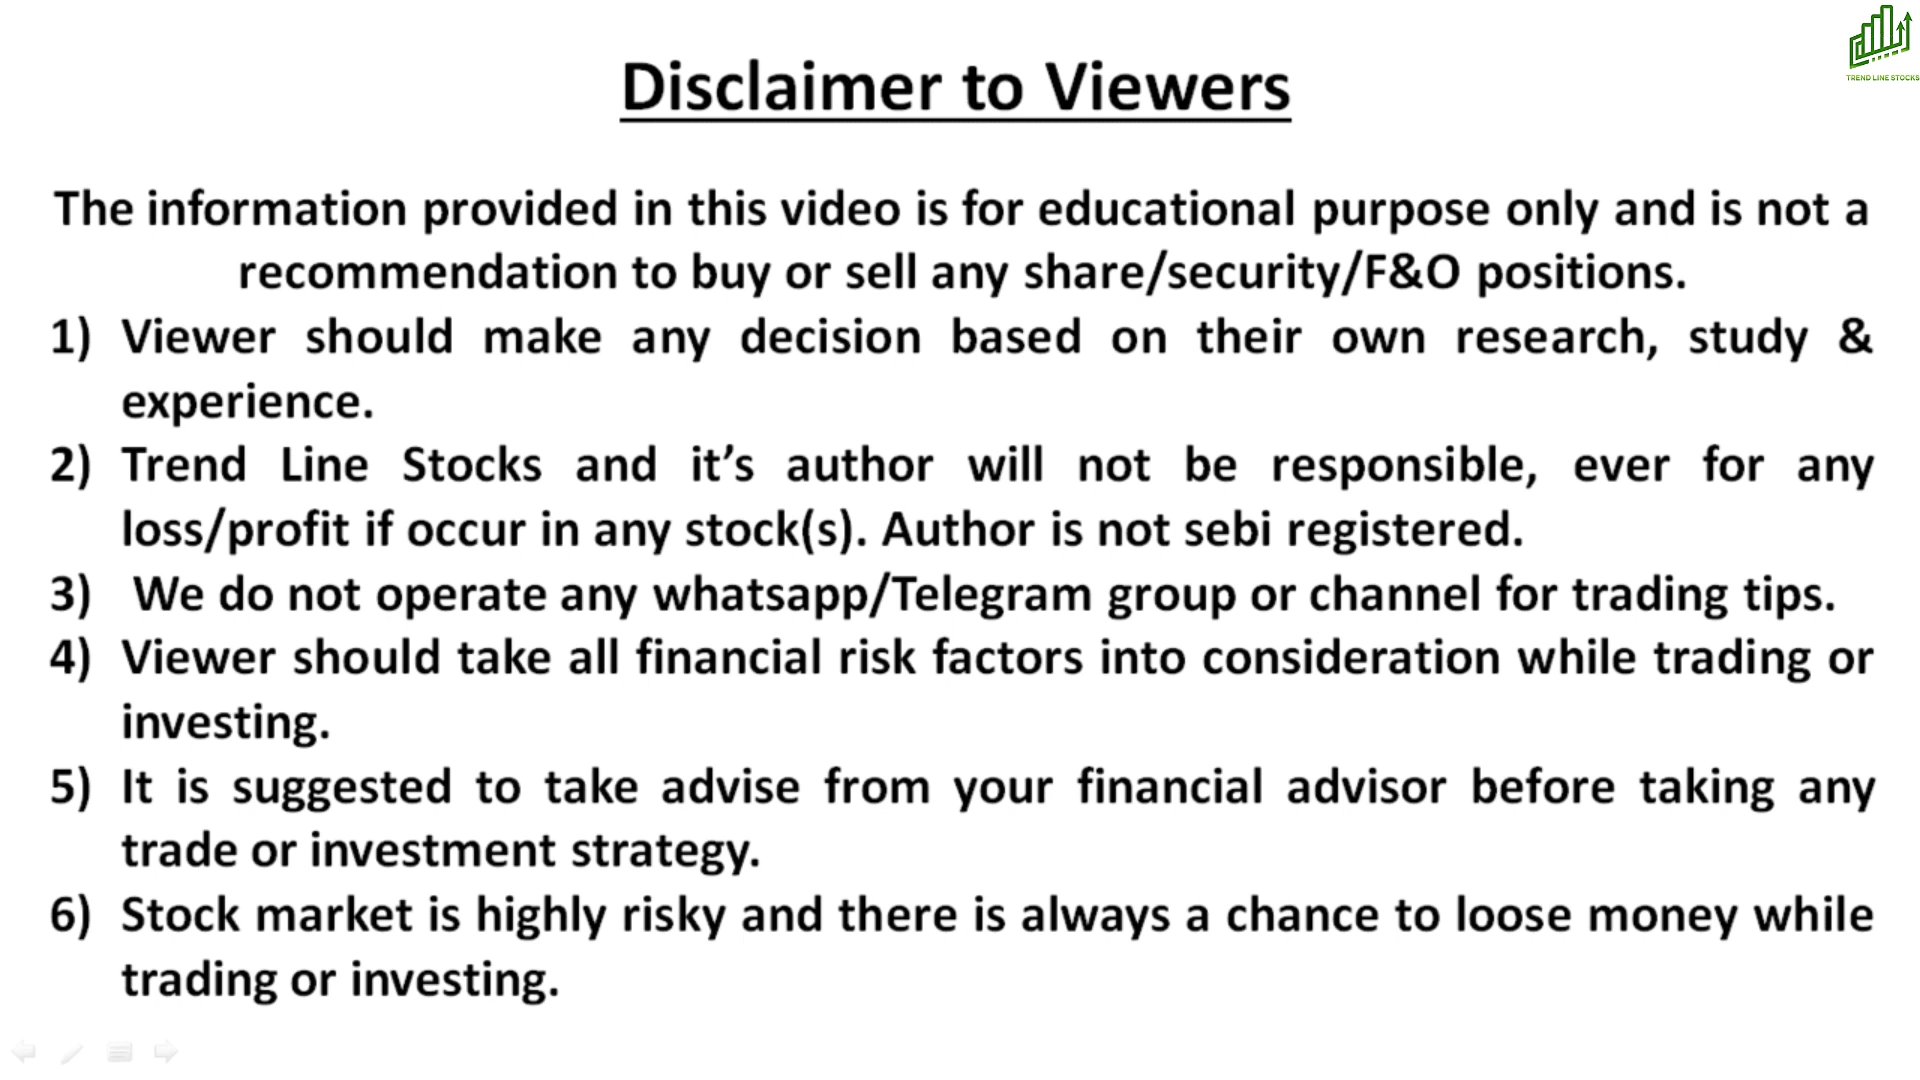 TREND LINE STOCKS
Disclaimer to Viewers
The information provided in this video is for educational purpose only and is not a
recommendation to buy or sell any share/security/F&O positions.
1) Viewer should make any decision based on their own research, study &
experience.
2) Trend Line Stocks and it’s author will not be responsible, ever for any
loss/profit if occur in any stock(s). Author is not sebi registered.
3) We do not operate any whatsapp/Telegram group or channel for trading tips.
4) Viewer should take all financial risk factors into consideration while trading or
investing.
5) It is suggested to take advise from your financial advisor before taking any
trade or investment strategy.
6) Stock market is highly risky and there is always a chance to loose money while
trading or investing.